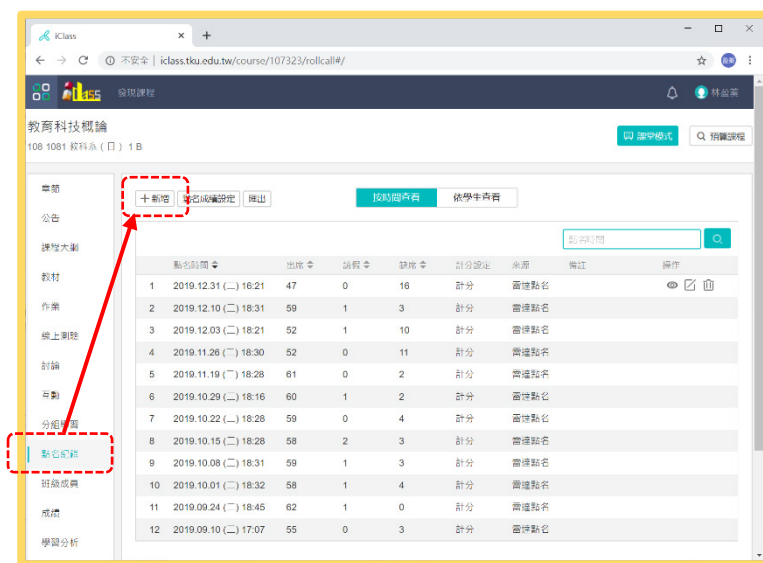 iClass
不安全 | iclass.tku.edu.tw/course/107323/rollcall#/
iClass 發現課程 林盈菁
教育科技概論
108 1081 教科系 ( 日 ) 1 B
課堂模式 預覽課程
章節
公告
課程大綱
教材
作業
線上測驗
討論
互動
分組學習
點名紀錄
班級成員
成績
學習分析
新增 點名成績設定 匯出 按時間查看 依學生查看
點名時間
點名時間 出席 請假 缺席 計分設定 來源 備註 操作
1 2019.12.31 (二) 16:21 47 0 16 計分 雷達點名
2 2019.12.10 (二) 18:31 59 1 3 計分 雷達點名
3 2019.12.03 (二) 18:21 52 1 10 計分 雷達點名
4 2019.11.26 (二) 18:30 52 0 11 計分 雷達點名
5 2019.11.19 (二) 18:28 61 0 2 計分 雷達點名
6 2019.10.29 (二) 18:16 60 1 2 計分 雷達點名
7 2019.10.22 (二) 18:28 59 0 4 計分 雷達點名
8 2019.10.15 (二) 18:28 58 2 3 計分 雷達點名
9 2019.10.08 (二) 18:31 59 1 3 計分 雷達點名
10 2019.10.01 (二) 18:32 58 1 4 計分 雷達點名
11 2019.09.24 (二) 18:45 62 1 0 計分 雷達點名
12 2019.09.10 (二) 17:07 55 0 3 計分 雷達點名